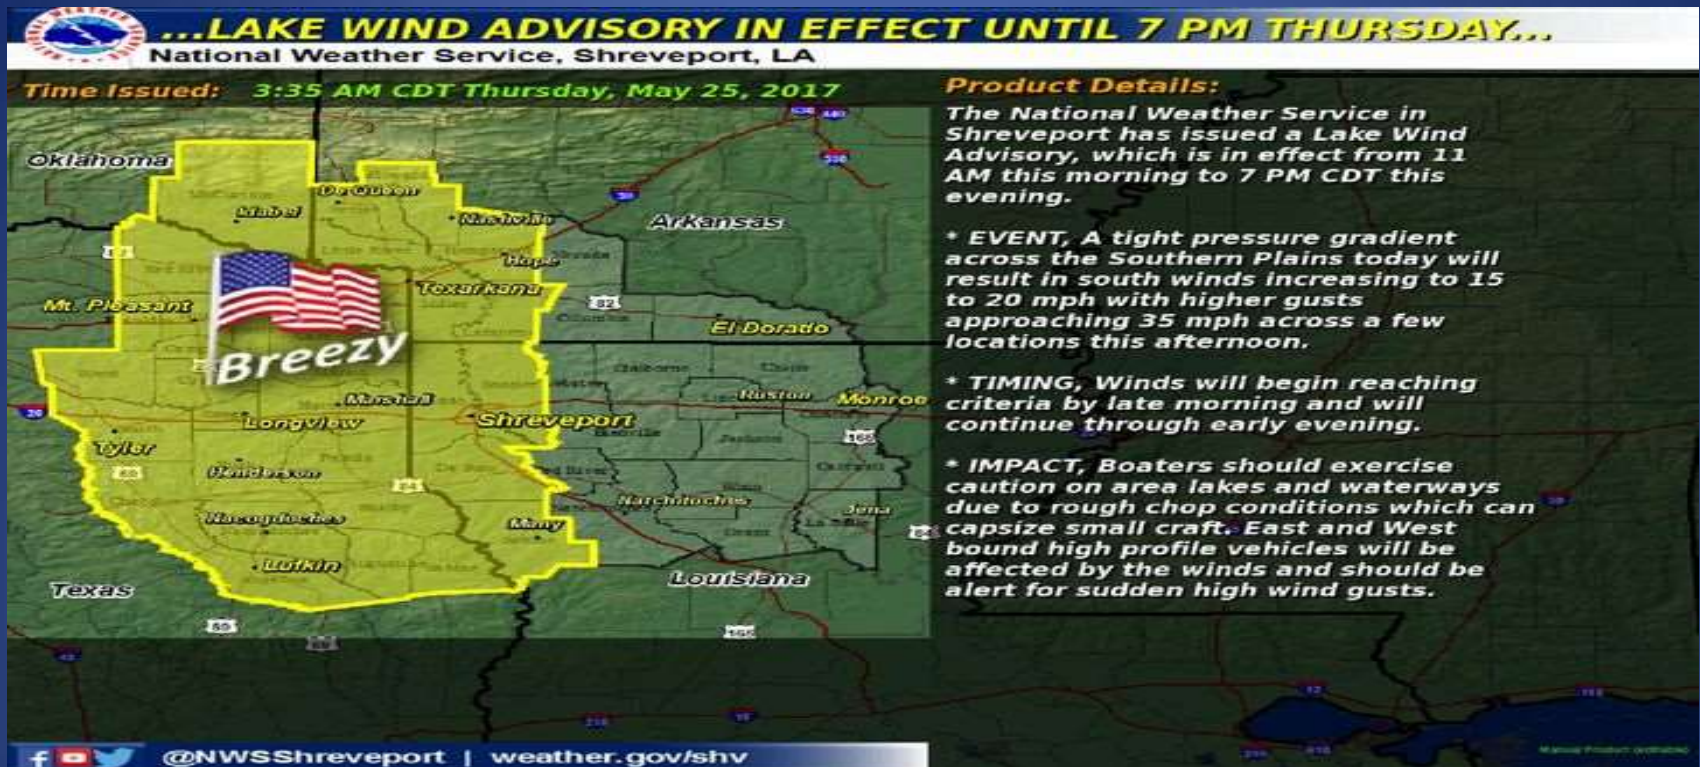 ...LAKE WIND ADVISORY IN EFFECT UNTIL 7 PM THURSDAY...
National Weather Service, Shreveport, LA
Time Issued: 3:35 AM CDT Thursday, May 25, 2017
Oklahoma
De Queen
Idabel
Nashville
Arkansas
Hope
Texarkana
Mt. Pleasant
82
El Dorado
Breezy
Marshall
Ruston
Monroe
20
Longview
Shreveport
Tyler
Henderson
84
Natchitoches
Jena
Nacogdoches
Many
84
Lufkin
Texas
Louisiana
59
165
Product Details:
The National Weather Service in
Shreveport has issued a Lake Wind
Advisory, which is in effect from 11
AM this morning to 7 PM CDT this
evening.
* EVENT, A tight pressure gradient
across the Southern Plains today will
result in south winds increasing to 15
to 20 mph with higher gusts
approaching 35 mph across a few
locations this afternoon.
* TIMING, Winds will begin reaching
criteria by late morning and will
continue through early evening.
* IMPACT, Boaters should exercise
caution on area lakes and waterways
due to rough chop conditions which can
capsize small craft. East and West
bound high profile vehicles will be
affected by the winds and should be
alert for sudden high wind gusts.
@NWSShreveport | weather.gov/shv